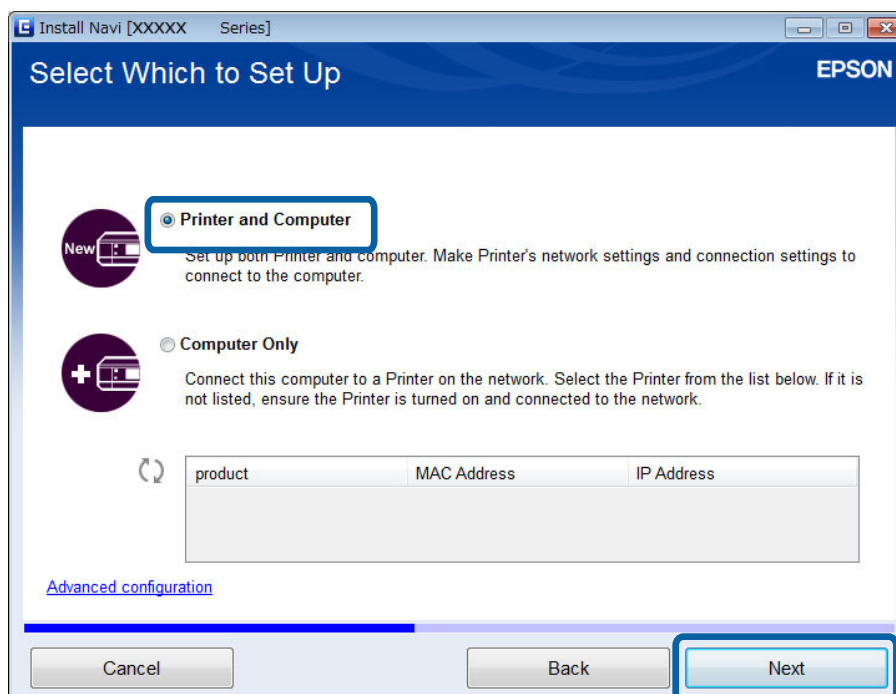 Install Navi [XXXXX Series]
Select Which to Set Up
EPSON
New
Printer and Computer
Set up both Printer and computer. Make Printer's network settings and connection settings to
connect to the computer.
Computer Only
Connect this computer to a Printer on the network. Select the Printer from the list below. If it is
not listed, ensure the Printer is turned on and connected to the network.
product MAC Address IP Address
Advanced configuration
Cancel Back Next